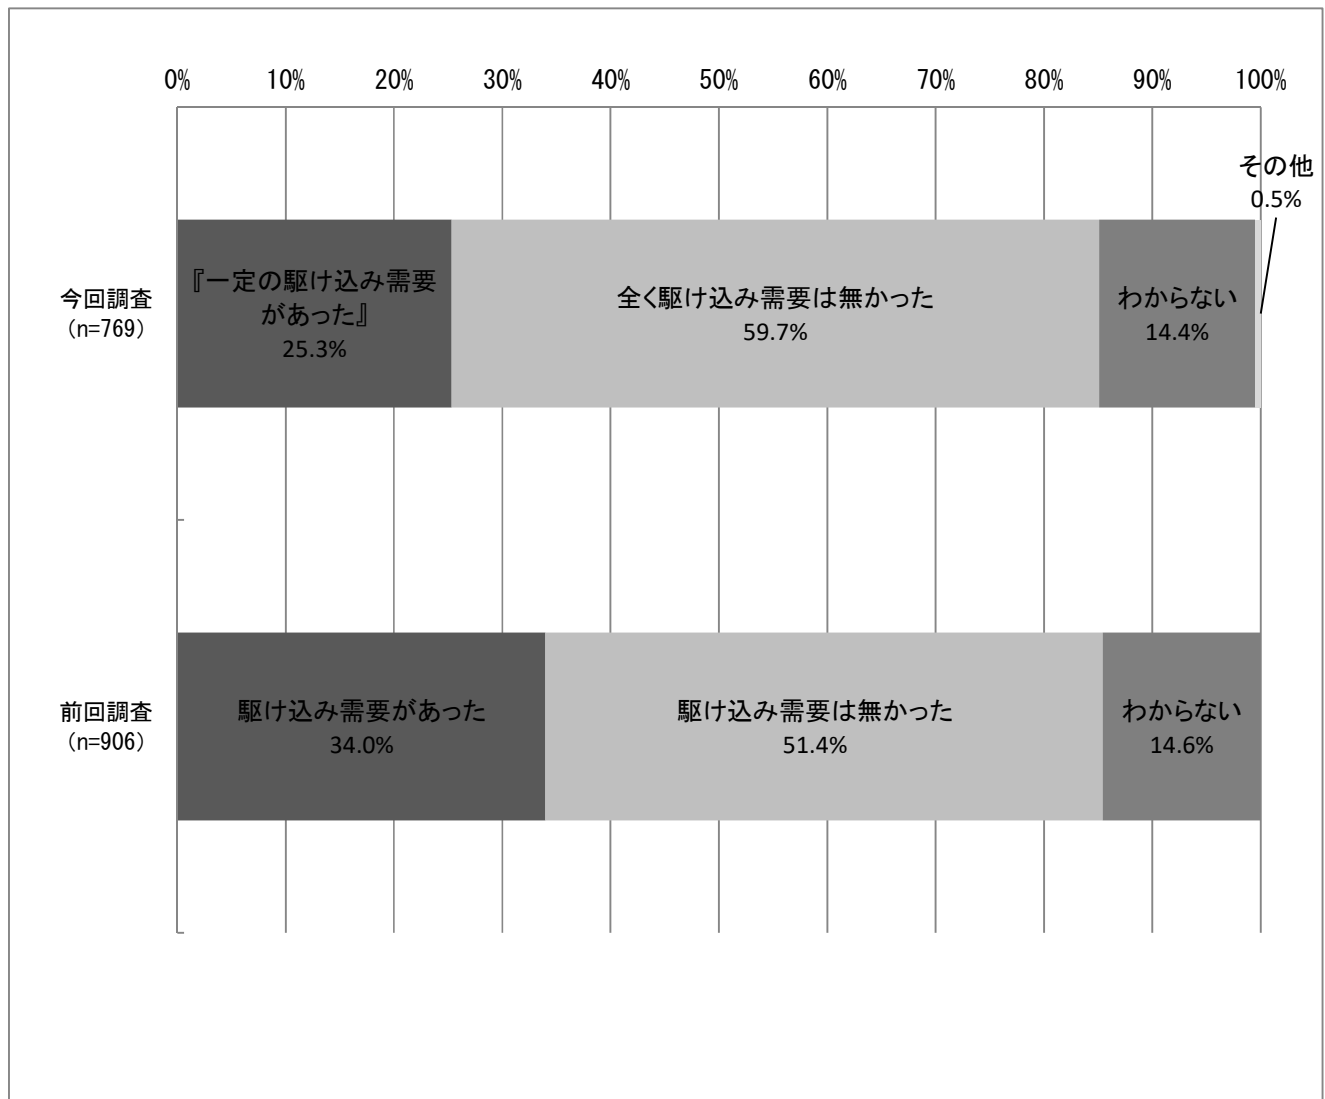 0% 10% 20% 30% 40% 50% 60% 70% 80% 90% 100%
その他
0.5%
今回調査
(n=769)
『一定の駆け込み需要
があった』
25.3%
全く駆け込み需要は無かった
59.7%
わからない
14.4%
前回調査
(n=906)
駆け込み需要があった
34.0%
駆け込み需要は無かった
51.4%
わからない
14.6%